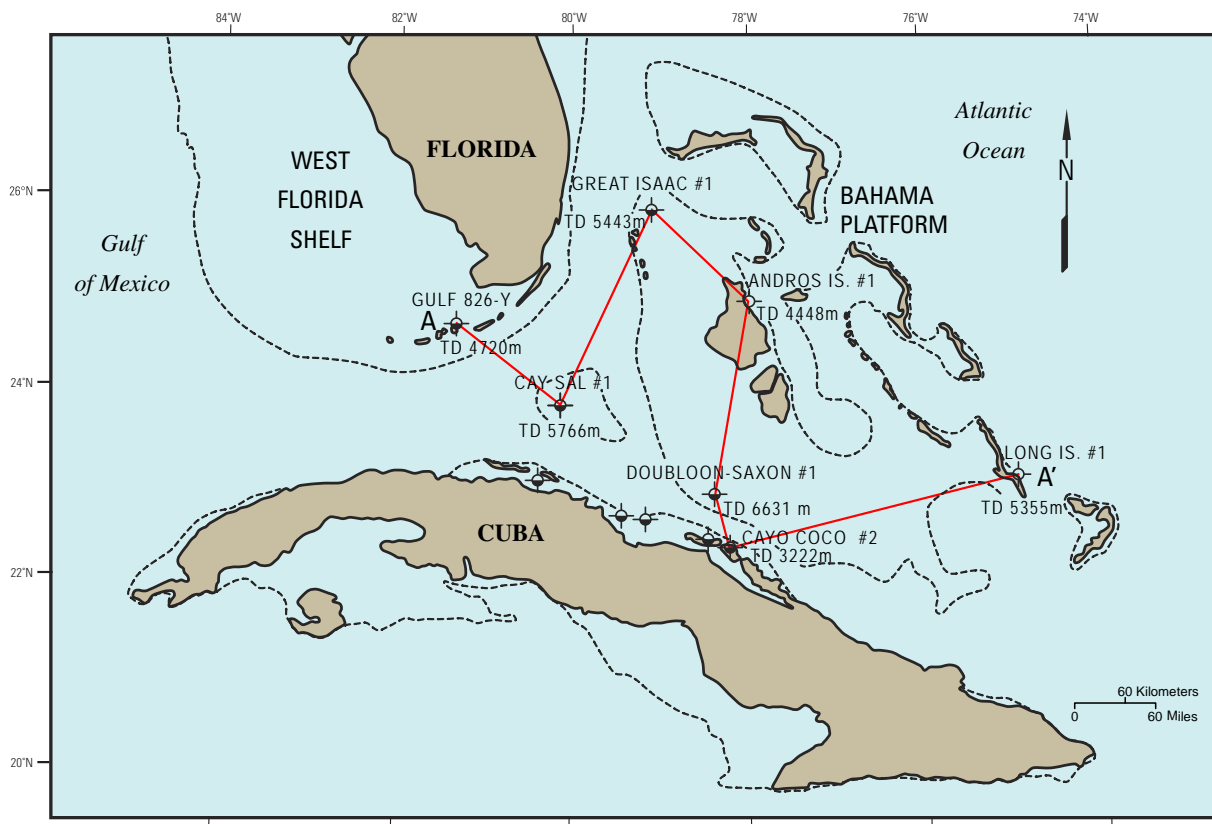 84°W
82°W
80°W
78°W
76°W
74°W
Atlantic
Ocean
N
FLORIDA
WEST
FLORIDA
SHELF
GREAT ISAAC #1
TD 5443m
26°N
BAHAMA
PLATFORM
Gulf
of Mexico
ANDROS IS. #1
TD 4448m
GULF 826-Y
A
TD 4720m
24°N
CAY SAL #1
TD 5766m
LONG IS. #1
A'
TD 5355m
DOUBLOON-SAXON #1
TD 6631 m
CUBA
CAYO COCO #2
TD 3222m
22°N
60 Kilometers
0 60 Miles
20°N